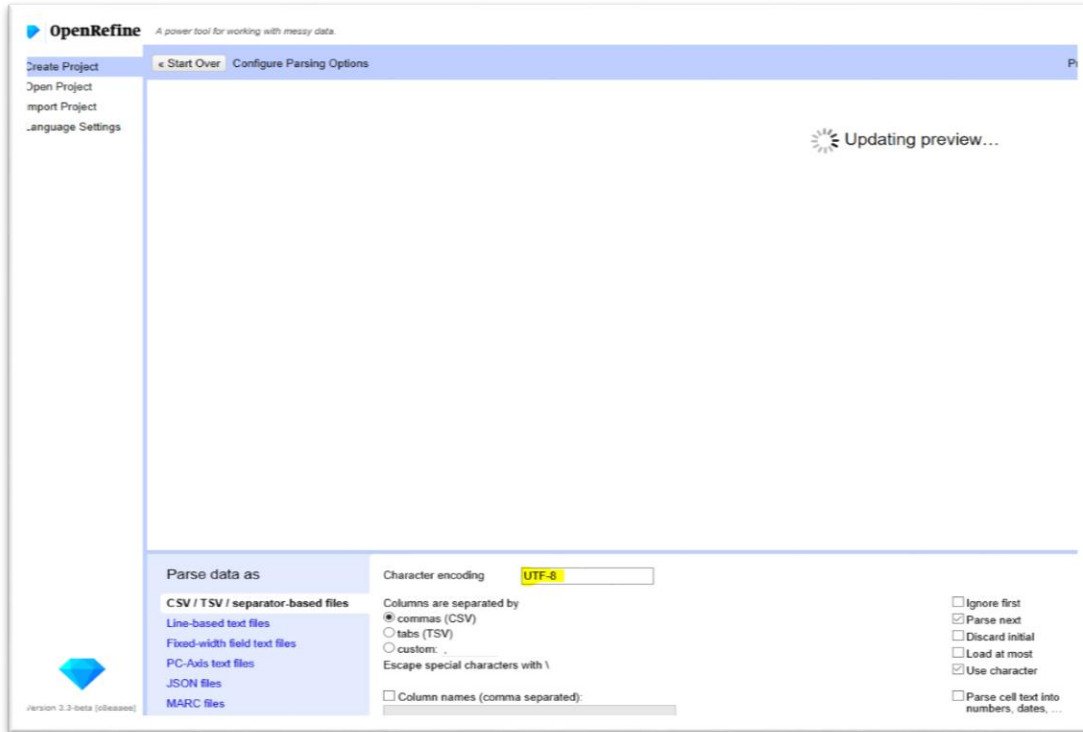 OpenRefine A power tool for working with messy data.
Create Project
Open Project
Import Project
Language Settings
« Start Over Configure Parsing Options
Updating preview...
Parse data as
CSV / TSV / separator-based files
Line-based text files
Fixed-width field text files
PC-Axis text files
JSON files
MARC files
Character encoding UTF-8
Columns are separated by
commas (CSV)
tabs (TSV)
custom: ,
Escape special characters with \
Column names (comma separated):
Ignore first
Parse next
Discard initial
Load at most
Use character
Parse cell text into
numbers, dates, ...
Version 3.3-beta